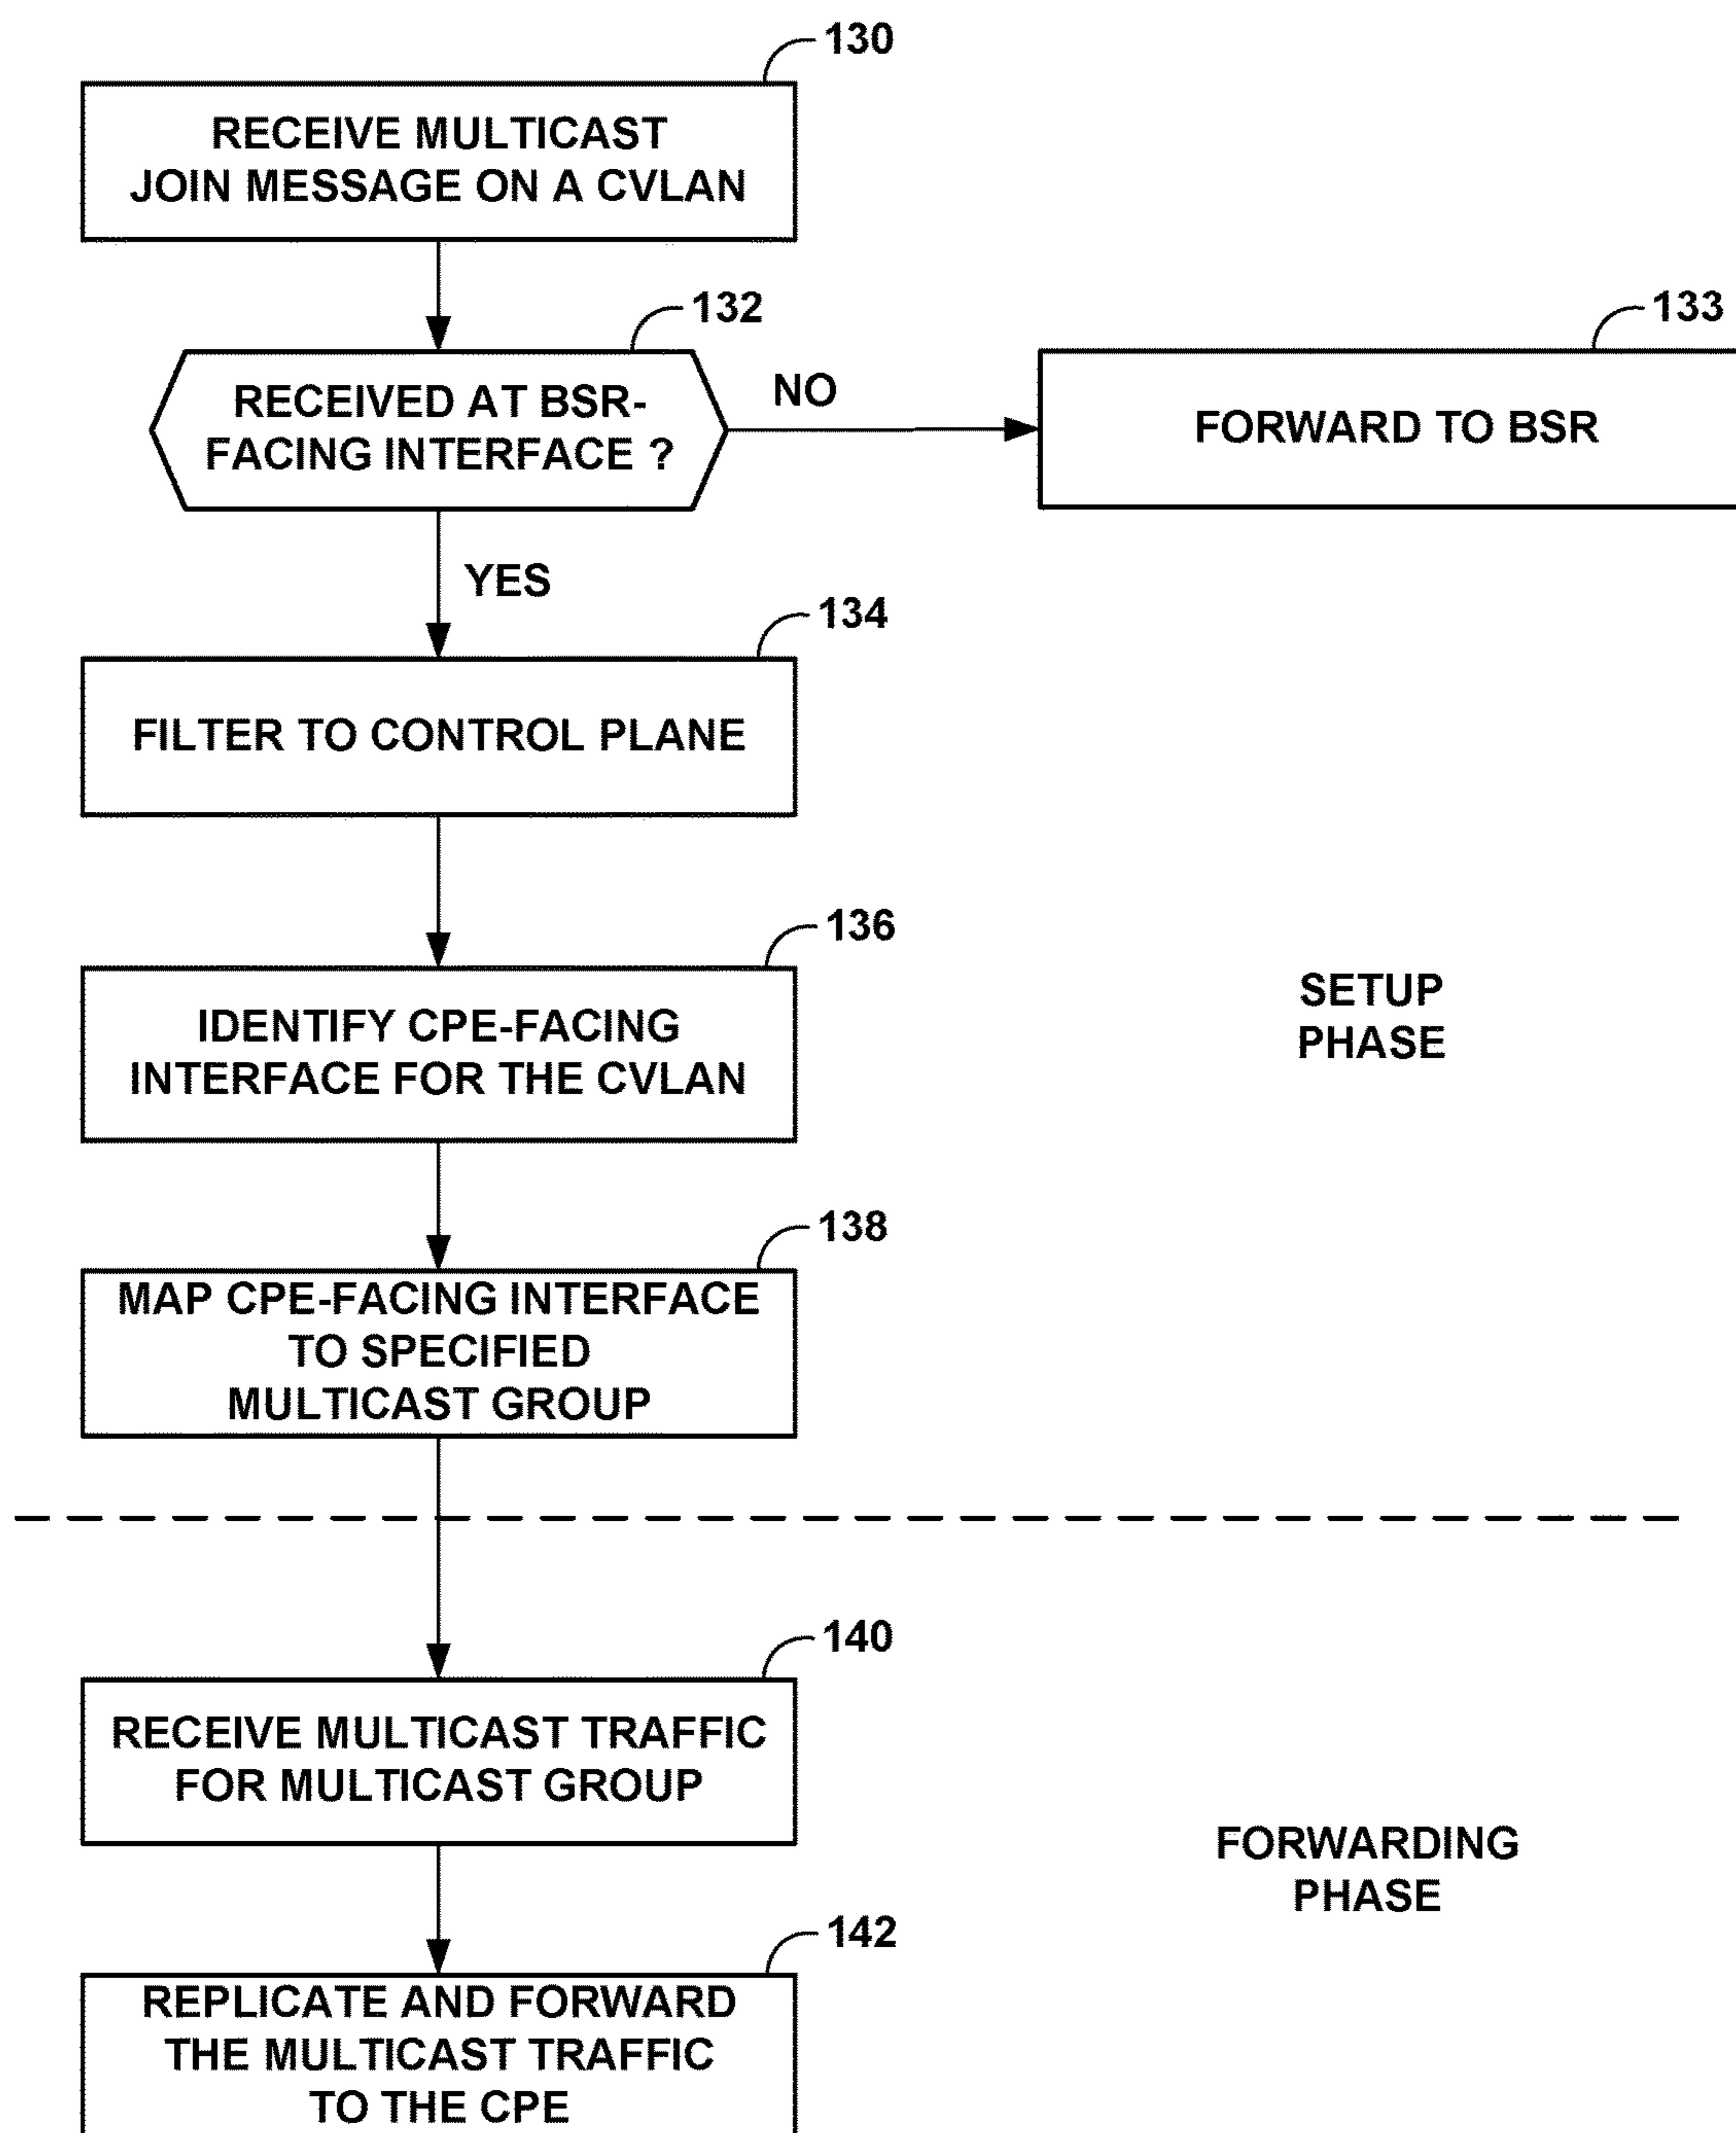 130
RECEIVE MULTICAST
JOIN MESSAGE ON A CVLAN
132
133
RECEIVED AT BSR-
FACING INTERFACE ?
NO
FORWARD TO BSR
YES
134
FILTER TO CONTROL PLANE
136
IDENTIFY CPE-FACING
INTERFACE FOR THE CVLAN
SETUP
PHASE
138
MAP CPE-FACING INTERFACE
TO SPECIFIED
MULTICAST GROUP
140
RECEIVE MULTICAST TRAFFIC
FOR MULTICAST GROUP
FORWARDING
PHASE
142
REPLICATE AND FORWARD
THE MULTICAST TRAFFIC
TO THE CPE